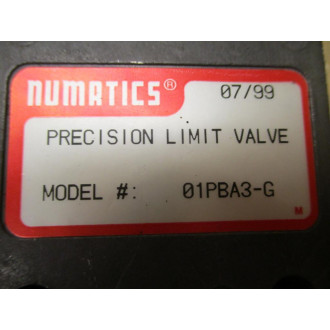 NUMATICS® 07/99
PRECISION LIMIT VALVE
MODEL #: 01PBA3-G
M